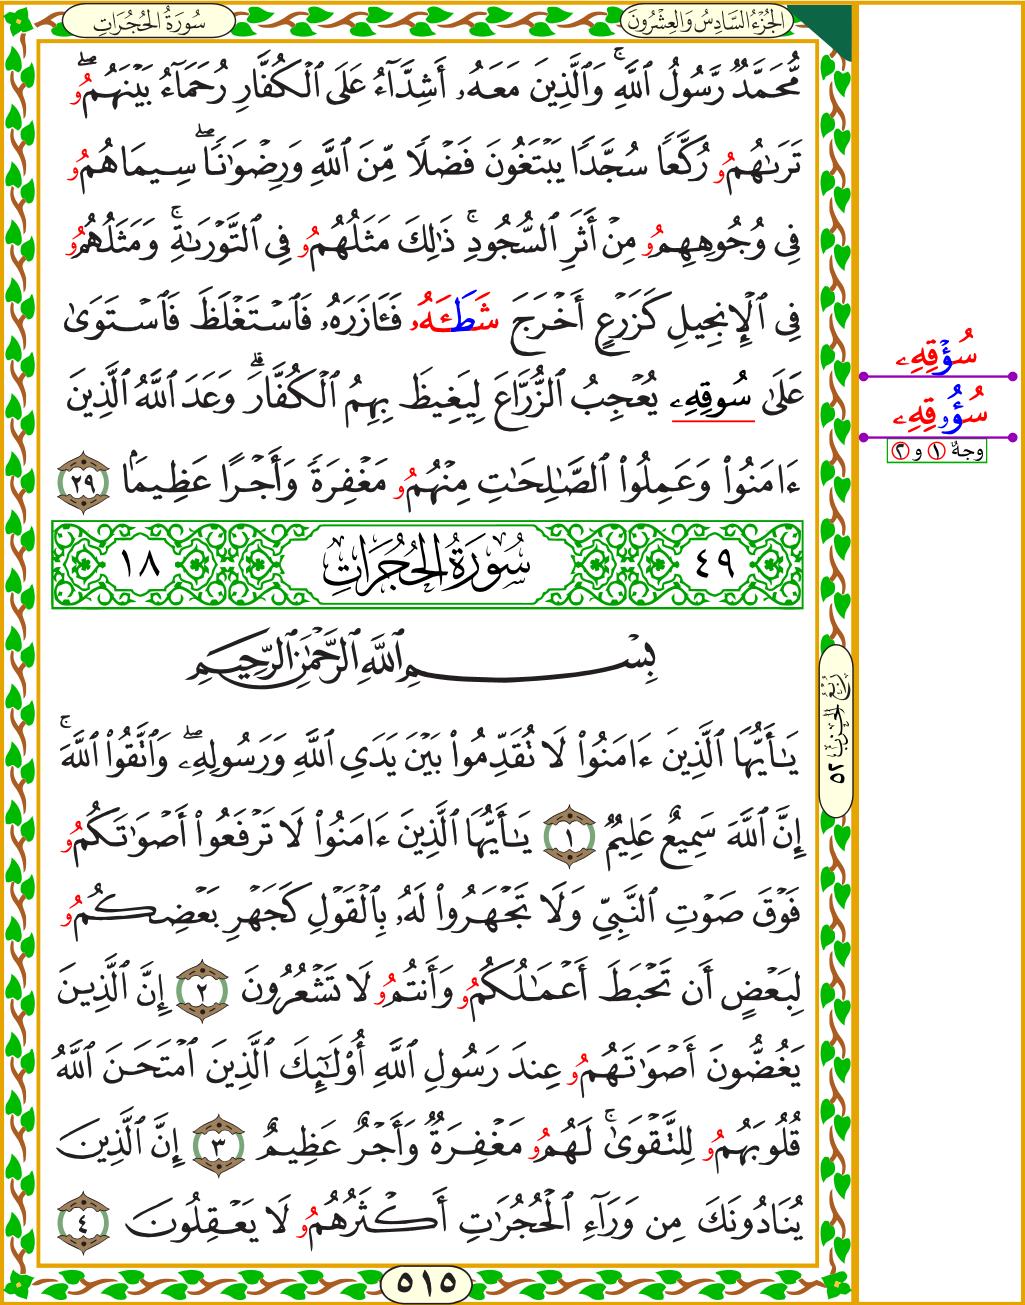 سُورَةُ الحُجُرَاتِ
الجُزْءُ السَّادِسُ وَالعِشْرُونَ
مُّحَمَّدٌ رَّسُولُ ٱللَّهِۚ وَٱلَّذِينَ مَعَهُۥٓ أَشِدَّآءُ عَلَى ٱلۡكُفَّارِ رُحَمَآءُ بَيۡنَهُمُۥۖ
تَرَىٰهُمُۥ رُكَّعٗا سُجَّدٗا يَبۡتَغُونَ فَضۡلٗا مِّنَ ٱللَّهِ وَرِضۡوَٰنٗاۖ سِيمَاهُمُۥ
فِي وُجُوهِهِمُۥ مِنۡ أَثَرِ ٱلسُّجُودِۚ ذَٰلِكَ مَثَلُهُمُۥ فِي ٱلتَّوۡرَىٰةِۚ وَمَثَلُهُمُۥ
فِي ٱلۡإِنجِيلِ كَزَرۡعٍ أَخۡرَجَ شَطَـَٔهُۥ فَـَٔازَرَهُۥ فَٱسۡتَغۡلَظَ فَٱسۡتَوَىٰ
عَلَىٰ سُوقِهِۦ يُعۡجِبُ ٱلزُّرَّاعَ لِيَغِيظَ بِهِمُ ٱلۡكُفَّارَۗ وَعَدَ ٱللَّهُ ٱلَّذِينَ
ءَامَنُواْ وَعَمِلُواْ ٱلصَّٰلِحَٰتِ مِنۡهُمُۥ مَغۡفِرَةٗ وَأَجۡرًا عَظِيمَۢا ٢٩
سُؤۡقِهِۦ
سُؤُوقِهِۦ
وجهٌ ١ و ٢
٤٩ سُورَةُ الحُجُرَاتِ ١٨
بِسۡمِ ٱللَّهِ ٱلرَّحۡمَٰنِ ٱلرَّحِيمِ
يَٰٓأَيُّهَا ٱلَّذِينَ ءَامَنُواْ لَا تُقَدِّمُواْ بَيۡنَ يَدَيِ ٱللَّهِ وَرَسُولِهِۦۖ وَٱتَّقُواْ ٱللَّهَۚ
إِنَّ ٱللَّهَ سَمِيعٌ عَلِيمٞ ١ يَٰٓأَيُّهَا ٱلَّذِينَ ءَامَنُواْ لَا تَرۡفَعُوٓاْ أَصۡوَٰتَكُمُۥ
فَوۡقَ صَوۡتِ ٱلنَّبِيِّ وَلَا تَجۡهَرُواْ لَهُۥ بِٱلۡقَوۡلِ كَجَهۡرِ بَعۡضِكُمُۥ
لِبَعۡضٍ أَن تَحۡبَطَ أَعۡمَٰلُكُمُۥ وَأَنتُمُۥ لَا تَشۡعُرُونَ ٢ إِنَّ ٱلَّذِينَ
يَغُضُّونَ أَصۡوَٰتَهُمُۥ عِندَ رَسُولِ ٱللَّهِ أُوْلَٰٓئِكَ ٱلَّذِينَ ٱمۡتَحَنَ ٱللَّهُ
قُلُوبَهُمُۥ لِلتَّقۡوَىٰۚ لَهُمُۥ مَغۡفِرَةٞ وَأَجۡرٌ عَظِيمٌ ٣ إِنَّ ٱلَّذِينَ
يُنَادُونَكَ مِن وَرَآءِ ٱلۡحُجُرَٰتِ أَكۡثَرُهُمُۥ لَا يَعۡقِلُونَ ٤
رُبْعُ الحِزْبِ ٥٢
٥١٥